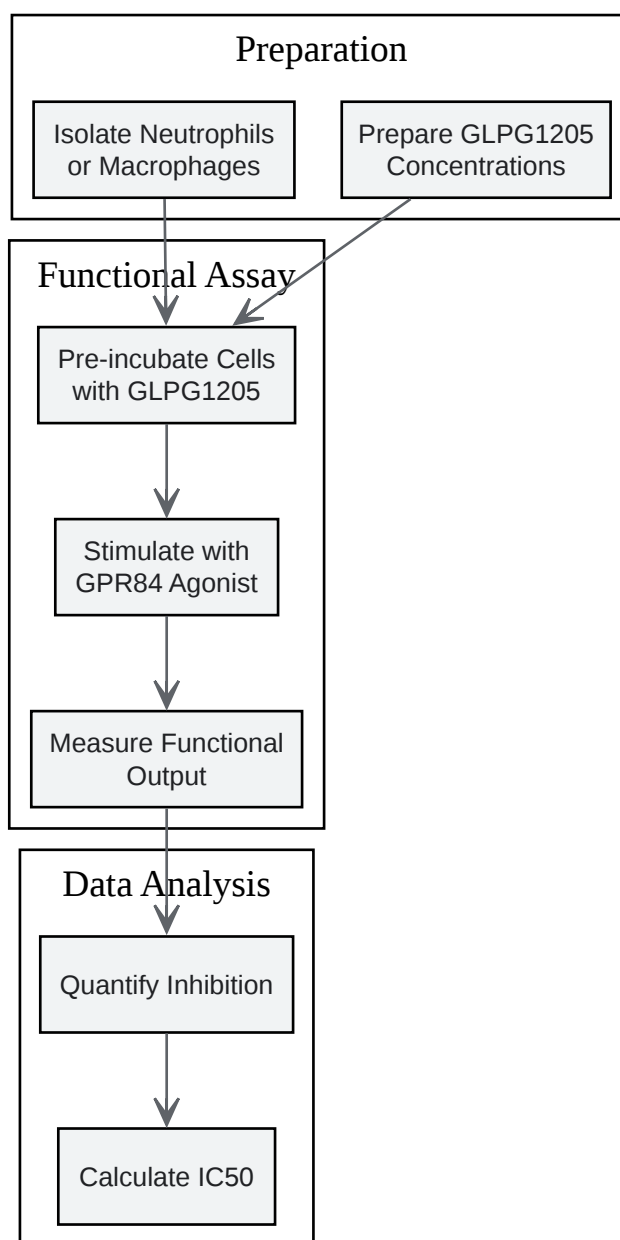 Preparation
Isolate Neutrophils
or Macrophages
Prepare GLPG1205
Concentrations
Functional Assay
Pre-incubate Cells
with GLPG1205
Stimulate with
GPR84 Agonist
Measure Functional
Output
Data Analysis
Quantify Inhibition
Calculate IC50